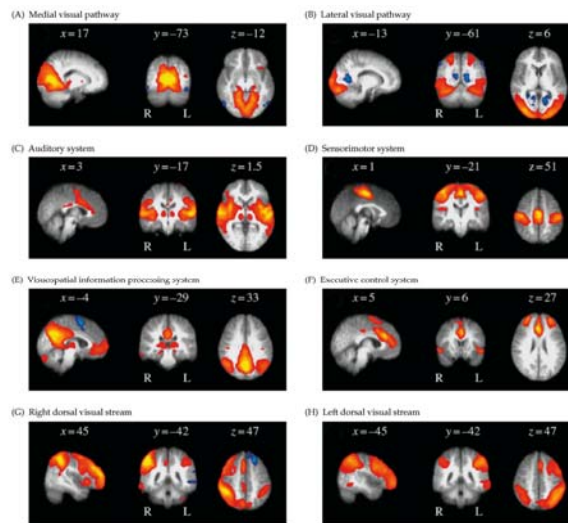 (A) Medial visual pathway
x=17 y=−73 z=−12
R L
(B) Lateral visual pathway
x=−13 y=−61 z=6
R L
(C) Auditory system
x=3 y=−17 z=1.5
R L
(D) Sensorimotor system
x=1 y=−21 z=51
R L
(E) Visuospatial information processing system
x=−4 y=−29 z=33
R L
(F) Executive control system
x=5 y=6 z=27
R L
(G) Right dorsal visual stream
x=45 y=−42 z=47
R L
(H) Left dorsal visual stream
x=−45 y=−42 z=47
R L